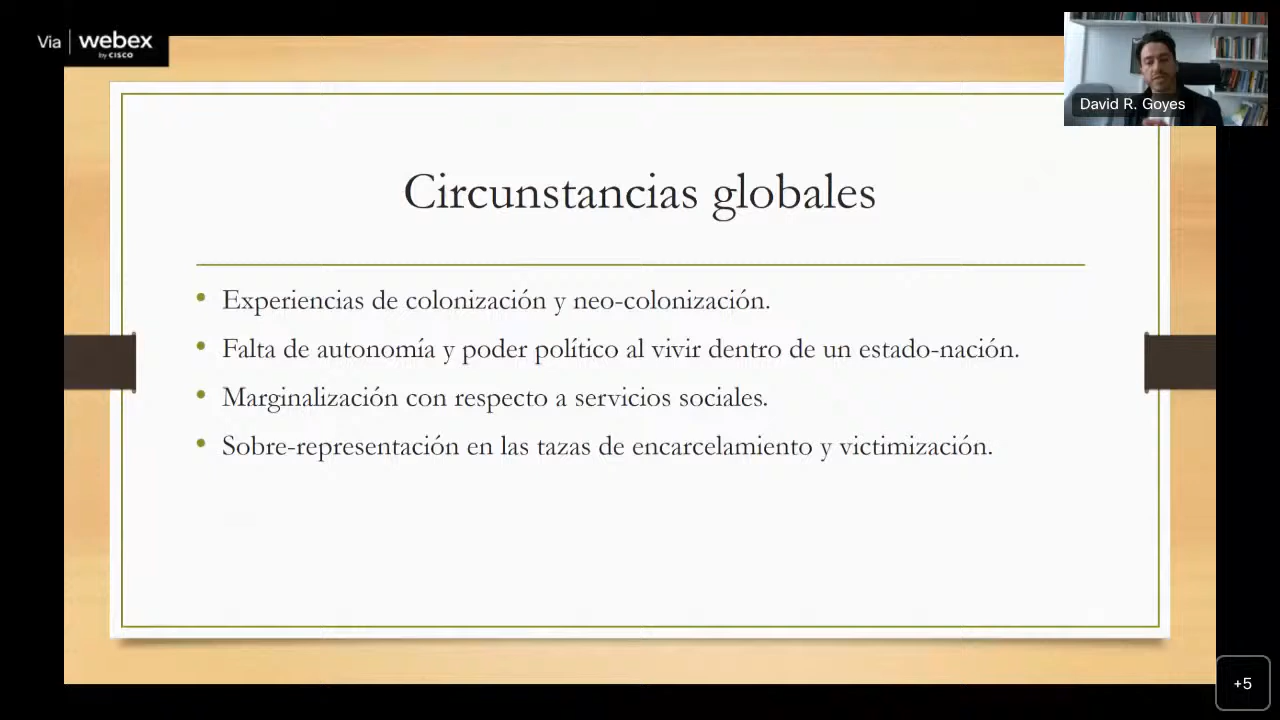 Via webex
by CISCO
David R. Goyes
Circunstancias globales
• Experiencias de colonización y neo-colonización.
• Falta de autonomía y poder político al vivir dentro de un estado-nación.
• Marginalización con respecto a servicios sociales.
• Sobre-representación en las tazas de encarcelamiento y victimización.
+5